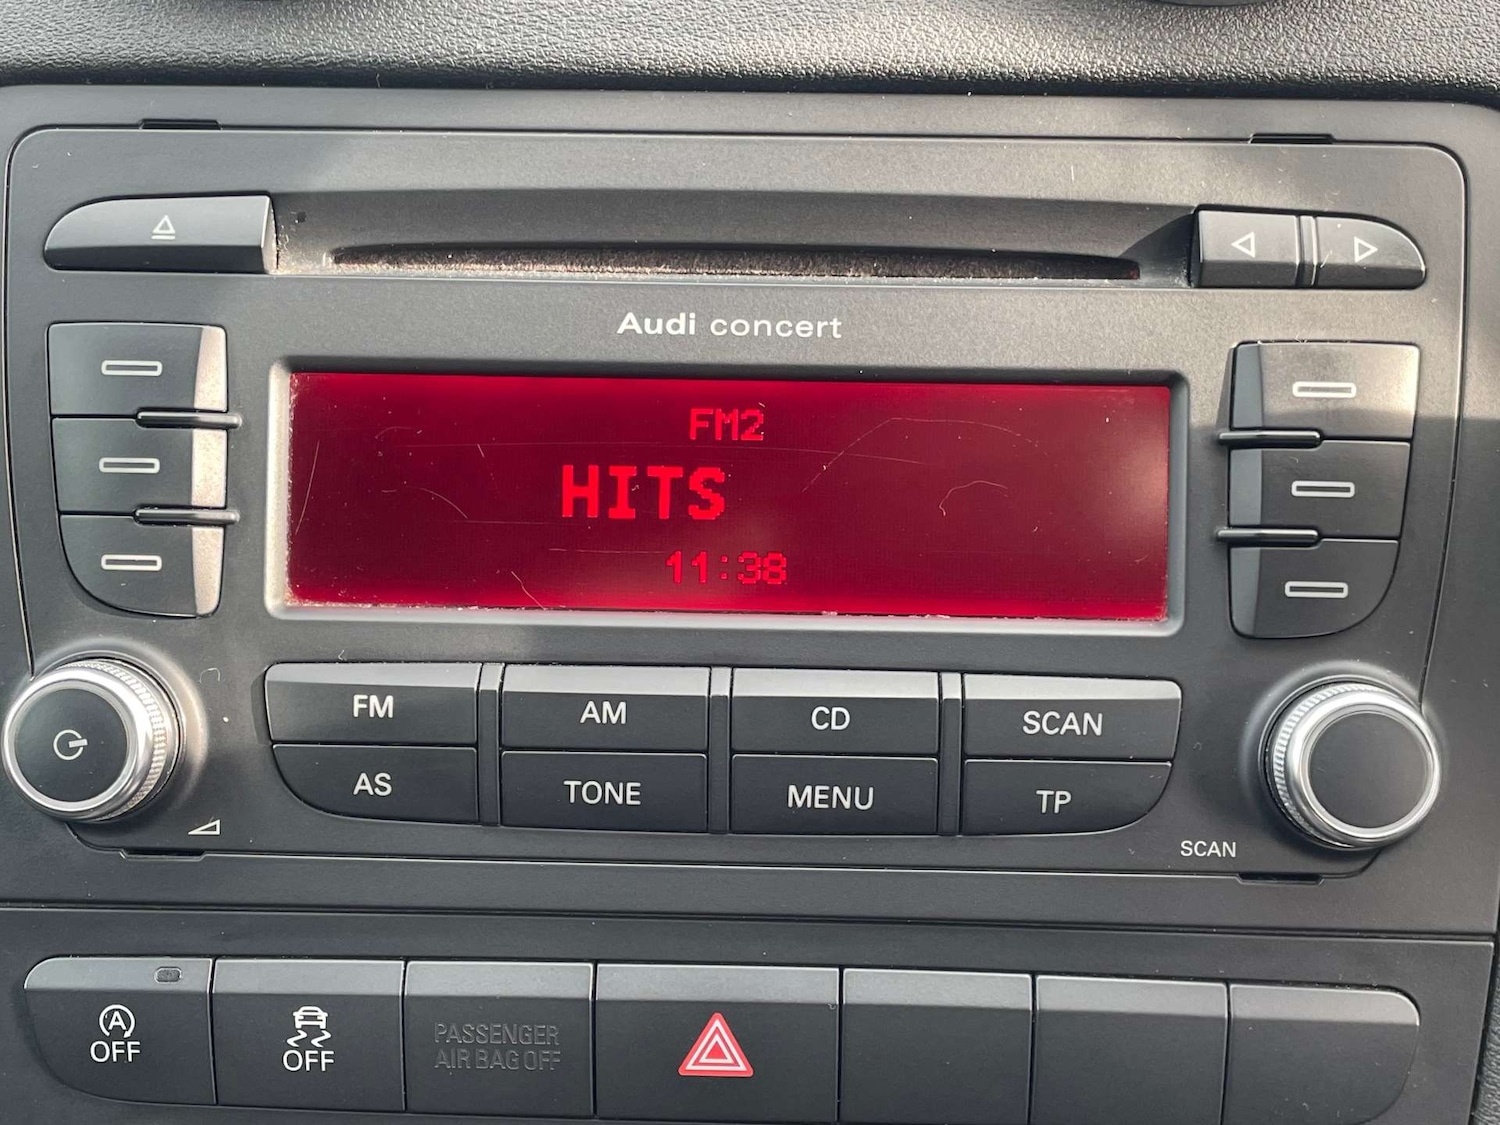 Audi concert
FM2
HITS
11:38
FM
AM
CD
SCAN
AS
TONE
MENU
TP
SCAN
A
OFF
OFF
PASSENGER
AIR BAG OFF